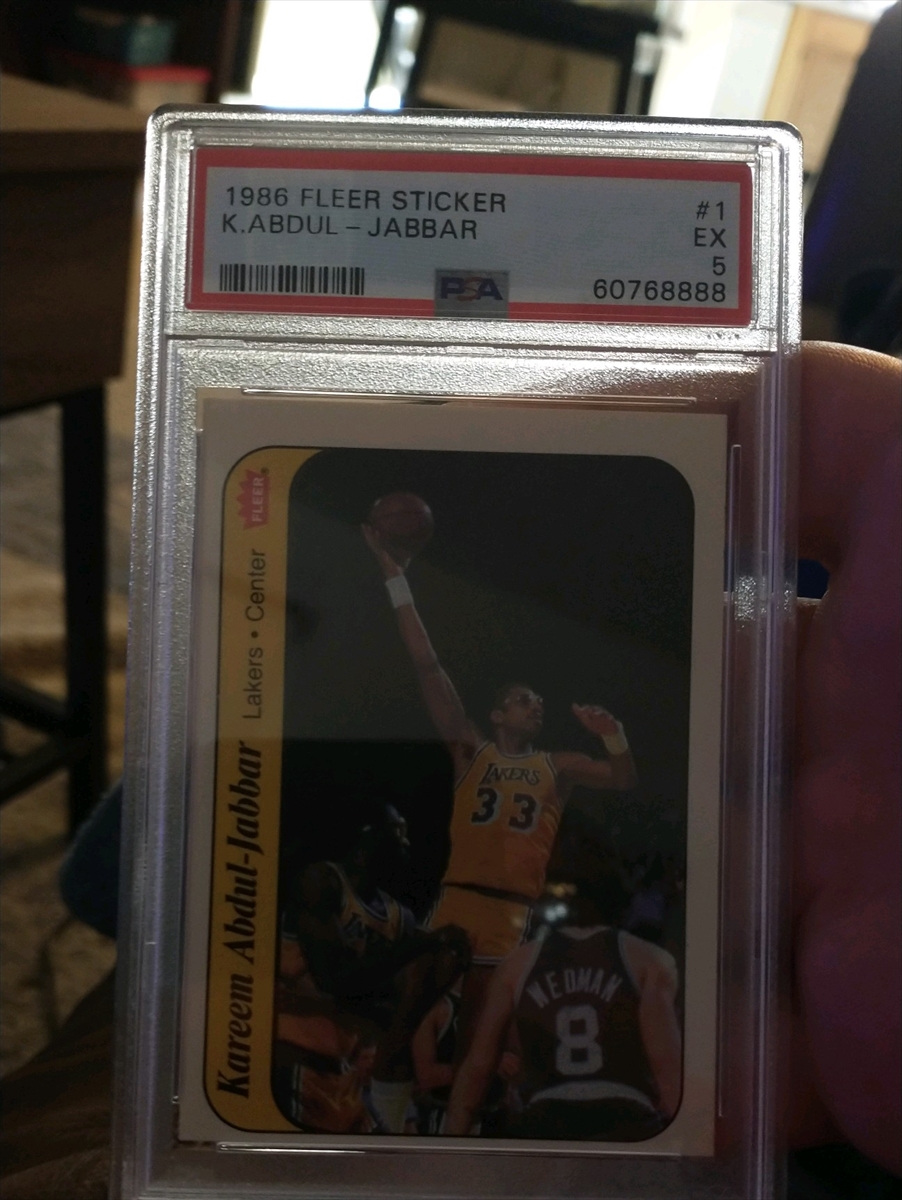 1986 FLEER STICKER #1
K.ABDUL-JABBAR EX
5
PSA 60768888
FLEER
Kareem Abdul-Jabbar Lakers • Center
LAKERS
33
WEDMAN
8